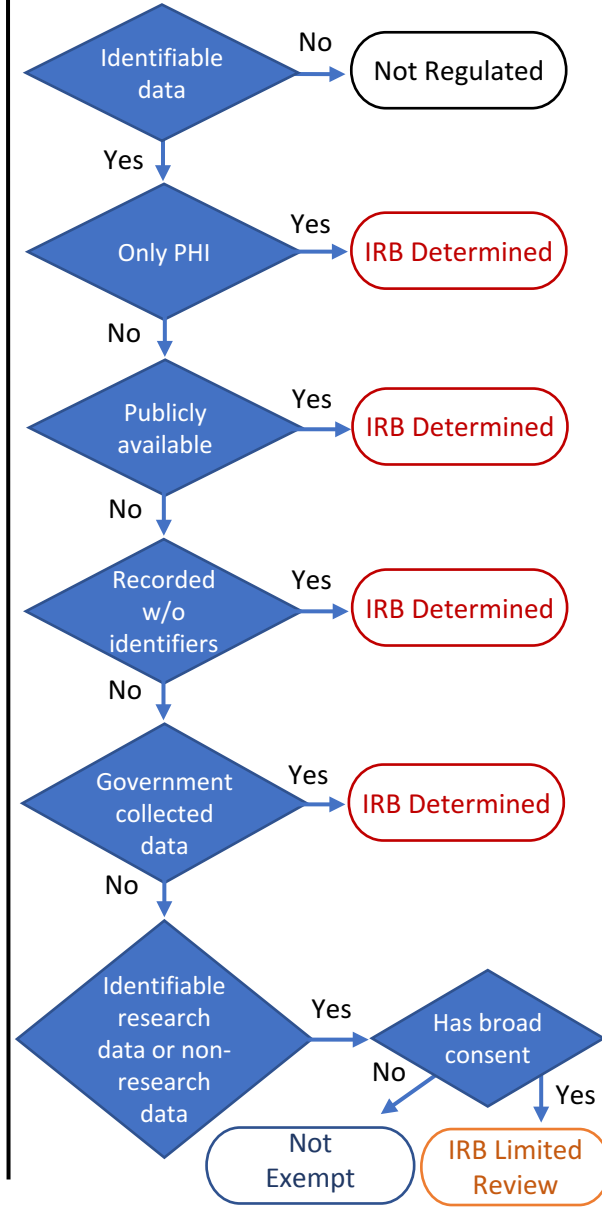 Identifiable
data
No
Not Regulated
Yes
Only PHI
Yes
IRB Determined
No
Publicly
available
Yes
IRB Determined
No
Recorded
w/o
identifiers
Yes
IRB Determined
No
Government
collected
data
Yes
IRB Determined
No
Identifiable
research
data or non-
research
data
Yes
Has broad
consent
No
Yes
Not
Exempt
IRB Limited
Review